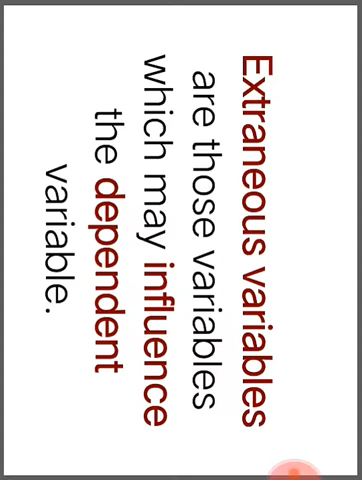 Extraneous variables
are those variables
which may influence
the dependent
variable.